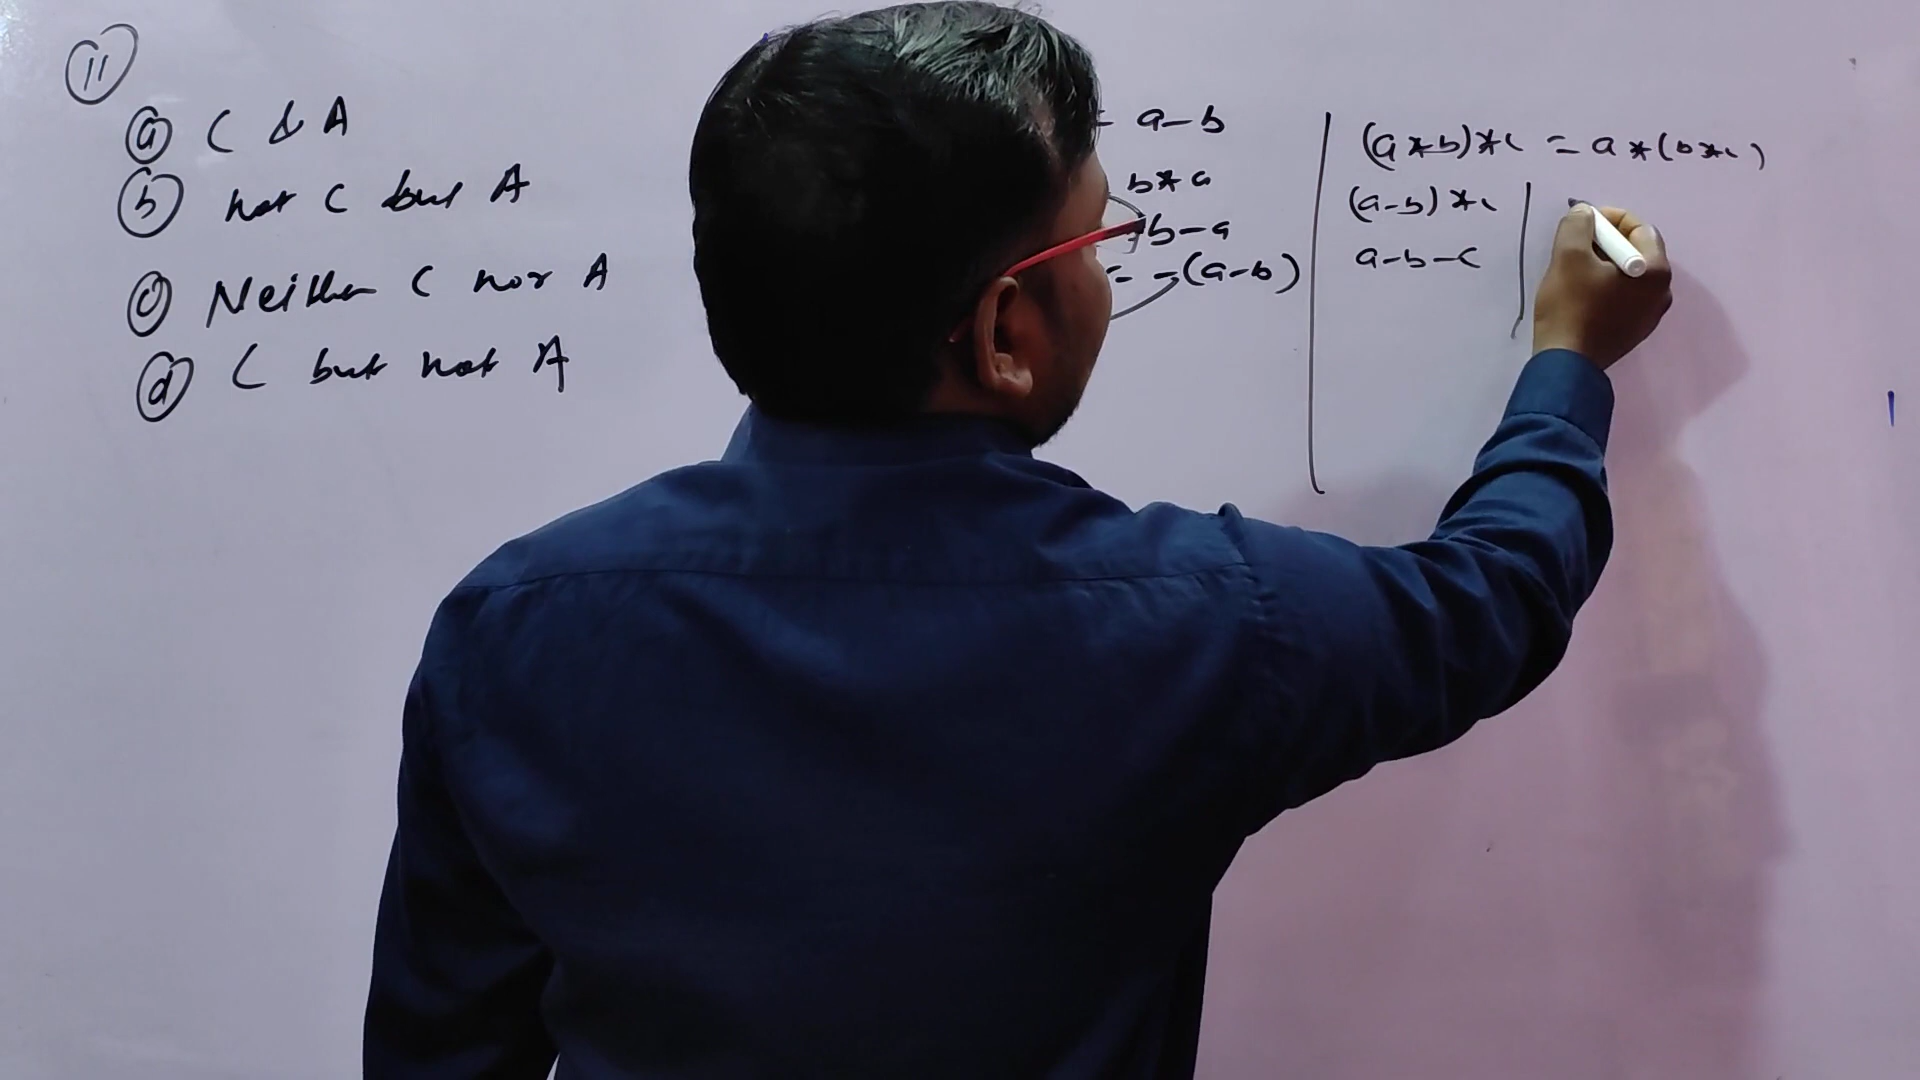 11
a C & A
b not C but A
c Neither C nor A
d C but not A
= a-b
b*a
=b-a
= -(a-b)
(a*b)*c = a*(b*c)
(a-b)*c
a-b-c